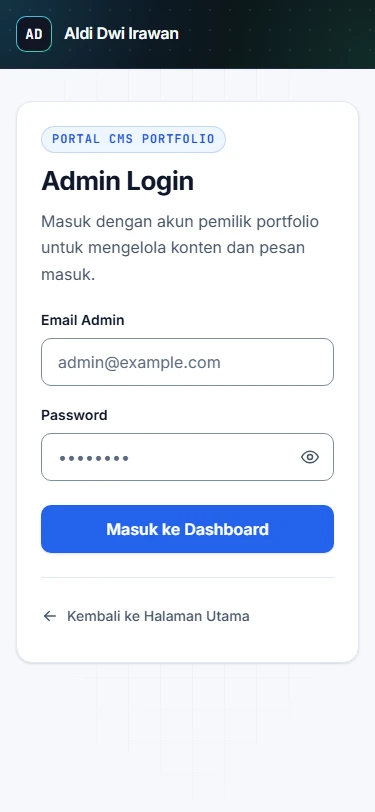 AD
Aldi Dwi Irawan
PORTAL CMS PORTFOLIO
Admin Login
Masuk dengan akun pemilik portfolio
untuk mengelola konten dan pesan
masuk.
Email Admin
admin@example.com
Password
••••••••
Masuk ke Dashboard
← Kembali ke Halaman Utama